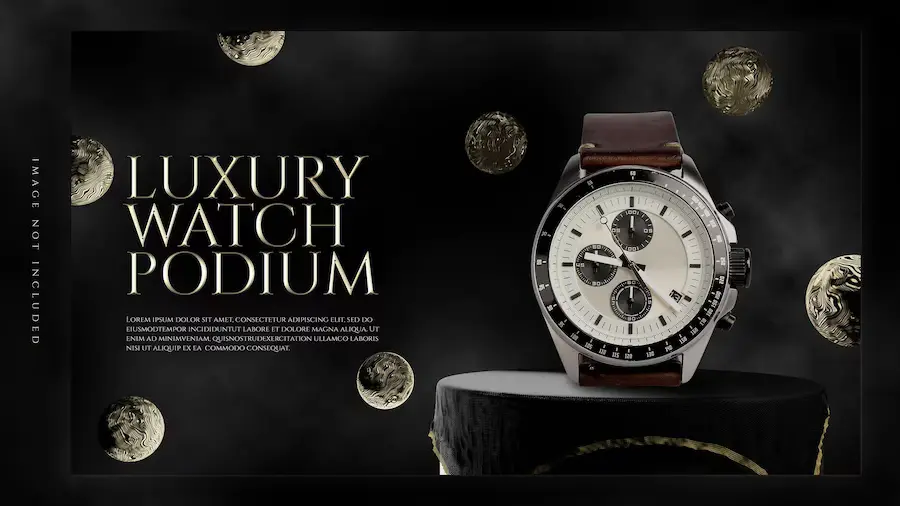 IMAGE NOT INCLUDED
LUXURY
WATCH
PODIUM
LOREM IPSUM DOLOR SIT AMET, CONSECTETUR ADIPISCING ELIT, SED DO
EIUSMODTEMPOR INCIDIDUNTUT LABORE ET DOLORE MAGNA ALIQUA. UT
ENIM AD MINIMVENIAM, QUISNOSTRUDEXERCITATION ULLAMCO LABORIS
NISI UT ALIQUIP EX EA COMMODO CONSEQUAT.
60